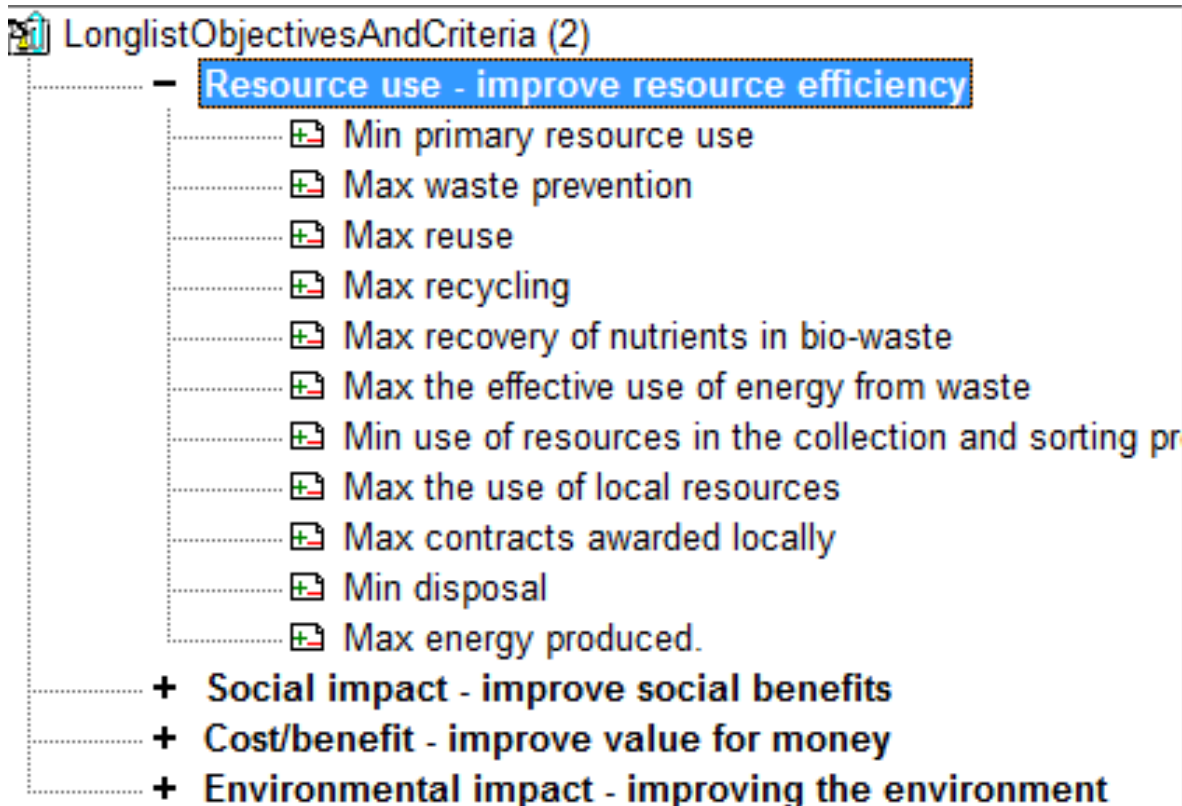 LonglistObjectivesAndCriteria (2)
Resource use - improve resource efficiency
Min primary resource use
Max waste prevention
Max reuse
Max recycling
Max recovery of nutrients in bio-waste
Max the effective use of energy from waste
Min use of resources in the collection and sorting
Max the use of local resources
Max contracts awarded locally
Min disposal
Max energy produced.
Social impact - improve social benefits
Cost/benefit - improve value for money
Environmental impact - improving the environment